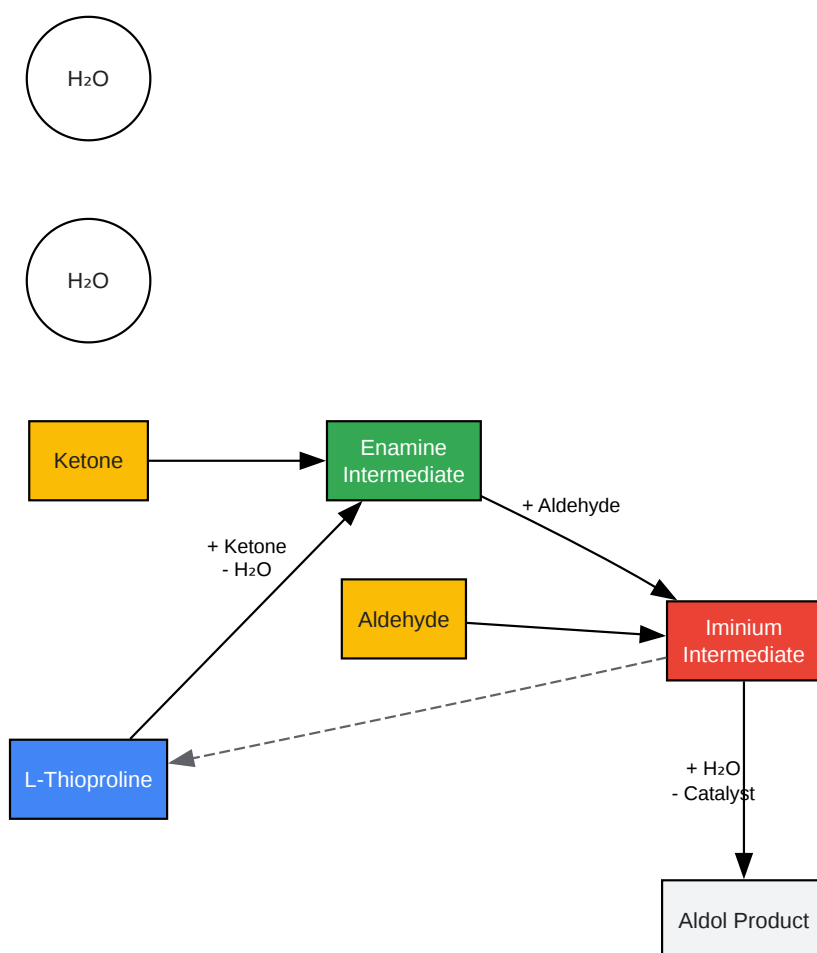 H₂O
H₂O
Ketone
Enamine
Intermediate
+ Aldehyde
+ Ketone
- H₂O
Aldehyde
Iminium
Intermediate
L-Thioproline
+ H₂O
- Catalyst
Aldol Product